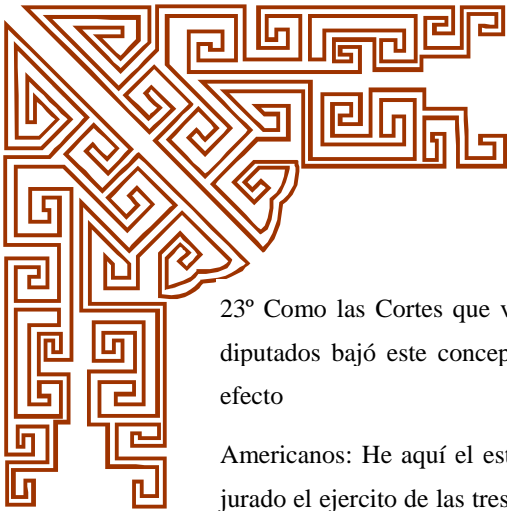 23º Como las Cortes que v
diputados bajó este concep
efecto
Americanos: He aquí el est
jurado el ejercito de las tres